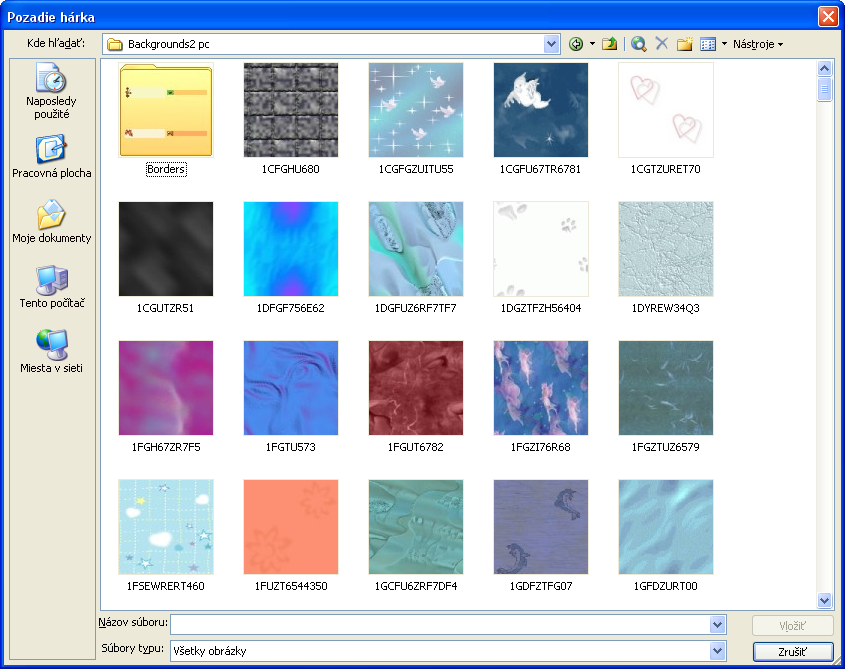 Pozadie hárka
Kde hľadať:
Backgrounds2 pc
Nástroje
Naposledy
použité
Pracovná plocha
Moje dokumenty
Tento počítač
Miesta v sieti
Borders
1CFGHU680
1CGFGZUITU55
1CGFU67TR6781
1CGTZURET70
1CGUTZR51
1DFGF756E62
1DGFUZ6RF7TF7
1DGZTFZH56404
1DYREW34Q3
1FGH67ZR7F5
1FGTU573
1FGUT6782
1FGZI76R68
1FGZTUZ6579
1FSEWRERT460
1FUZT6544350
1GCFU6ZRF7DF4
1GDFZTFG07
1GFDZURT00
Názov súboru:
Vložiť
Súbory typu:
Všetky obrázky
Zrušiť